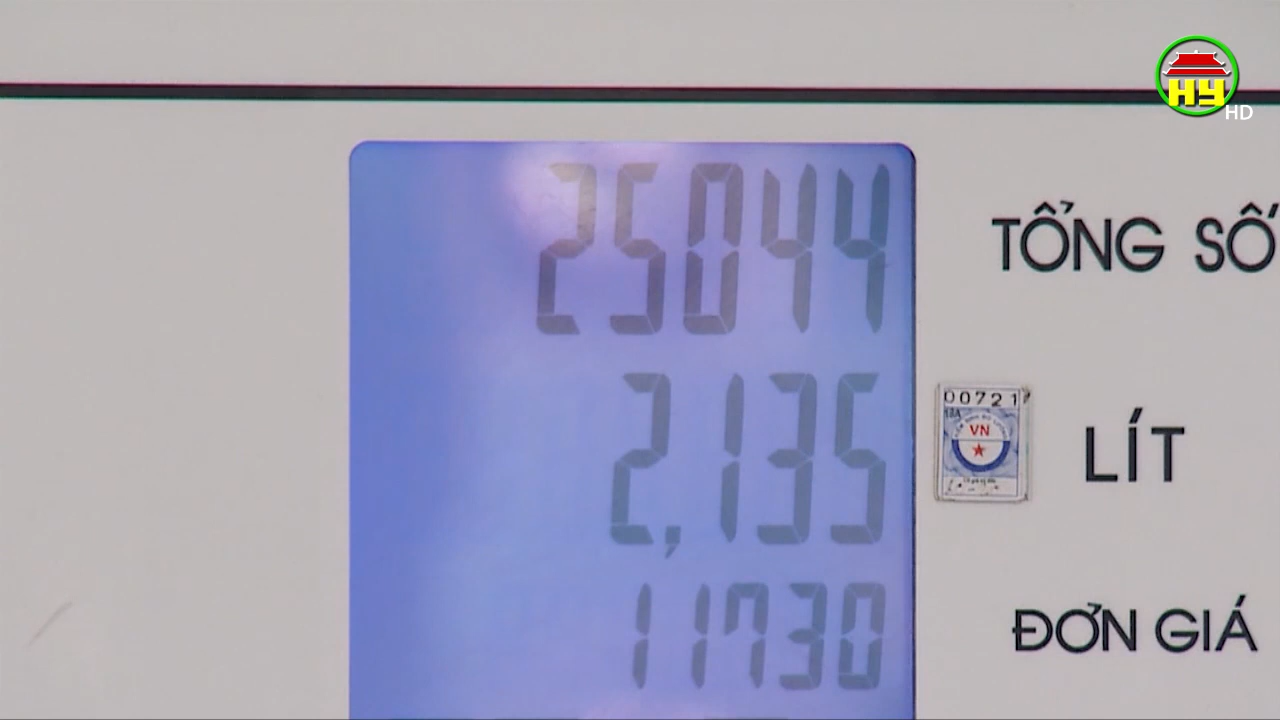 HY
HD
25044
TỔNG SỐ
2,135
00721
VN
LÍT
11730
ĐƠN GIÁ